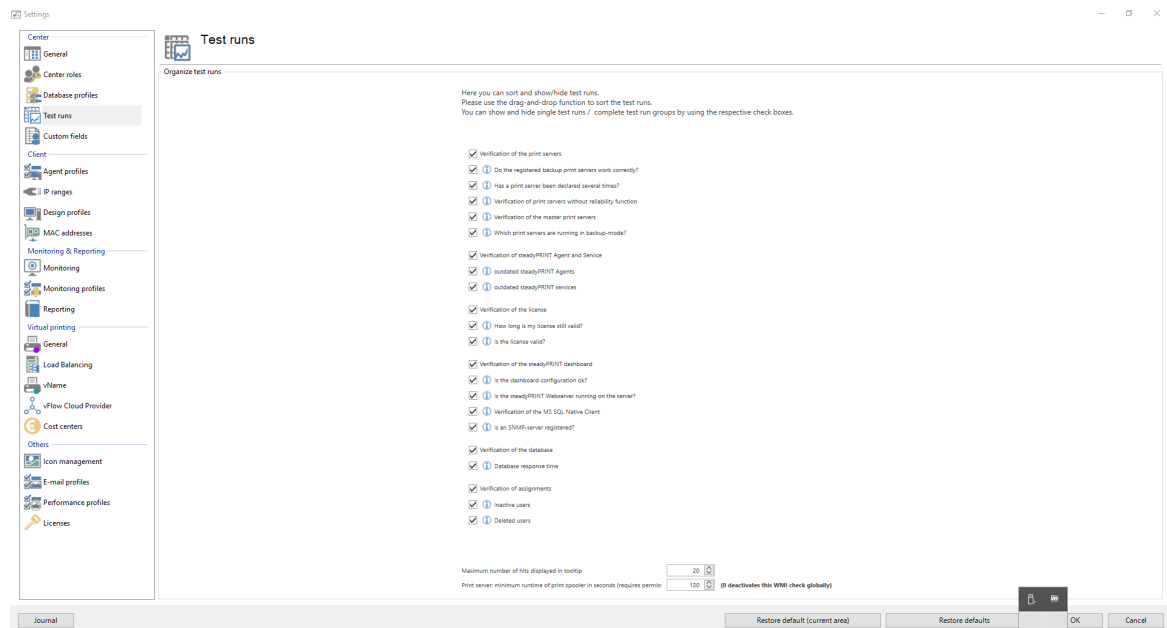 Settings
Center
General
Center roles
Database profiles
Test runs
Custom fields
Client
Agent profiles
IP ranges
Design profiles
MAC addresses
Monitoring & Reporting
Monitoring
Monitoring profiles
Reporting
Virtual printing
General
Load Balancing
vName
vFlow Cloud Provider
Cost centers
Others
Icon management
E-mail profiles
Performance profiles
Licenses
Test runs
Organize test runs
Here you can sort and show/hide test runs.
Please use the drag-and-drop function to sort the test runs.
You can show and hide single test runs / complete test run groups by using the respective check boxes.
Verification of the print servers
Do the registered backup print servers work correctly?
Has a print server been declared several times?
Verification of print servers without reliability function
Verification of the master print servers
Which print servers are running in backup-mode?
Verification of steadyPRINT Agent and Service
outdated steadyPRINT Agents
outdated steadyPRINT services
Verification of the license
How long is my license still valid?
Is the license valid?
Verification of the steadyPRINT dashboard
Is the dashboard configuration ok?
Is the steadyPRINT Webserver running on the server?
Verification of the MS SQL Native Client
Is an SNMP-server registered?
Verification of the database
Database response time
Verification of assignments
Inactive users
Deleted users
Maximum number of hits displayed in tooltip 20
Print server: minimum runtime of print spooler in seconds (requires permis: 120 (0 deactivates this WMI check globally)
Journal Restore default (current area) Restore defaults OK Cancel